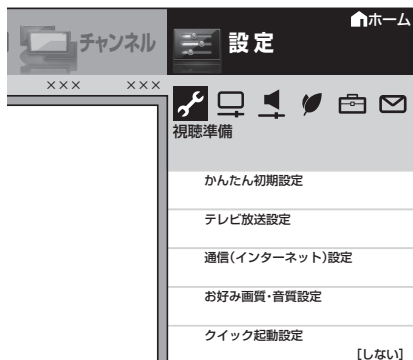 ホーム
チャンネル
設定
××× ×××
視聴準備
かんたん初期設定
テレビ放送設定
通信(インターネット)設定
お好み画質・音質設定
クイック起動設定
[しない]